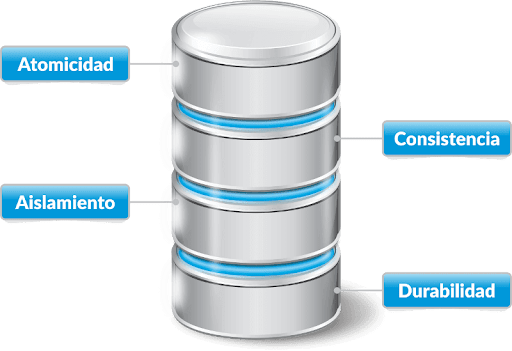 Atomicidad
Consistencia
Aislamiento
Durabilidad